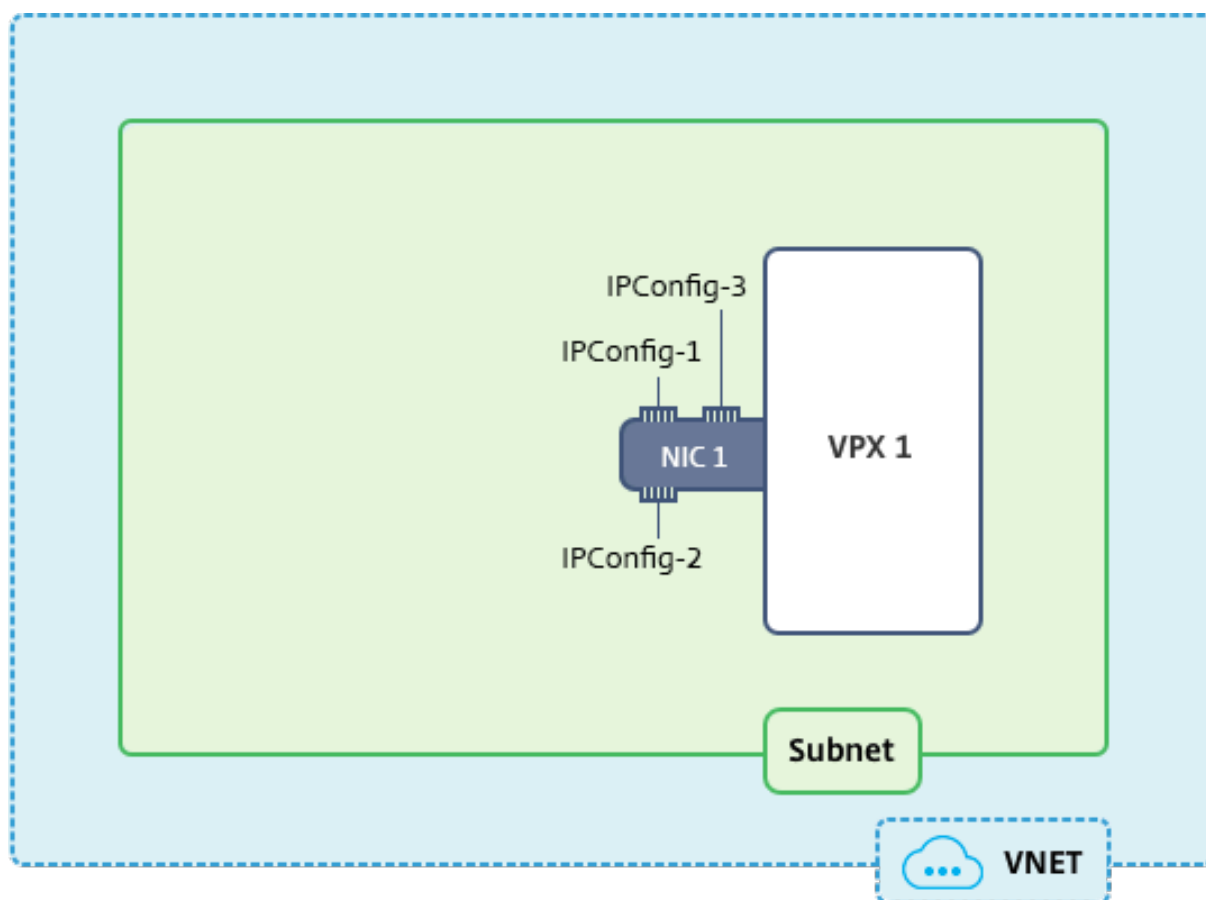 IPConfig-3
IPConfig-1
NIC 1
VPX 1
IPConfig-2
Subnet
VNET